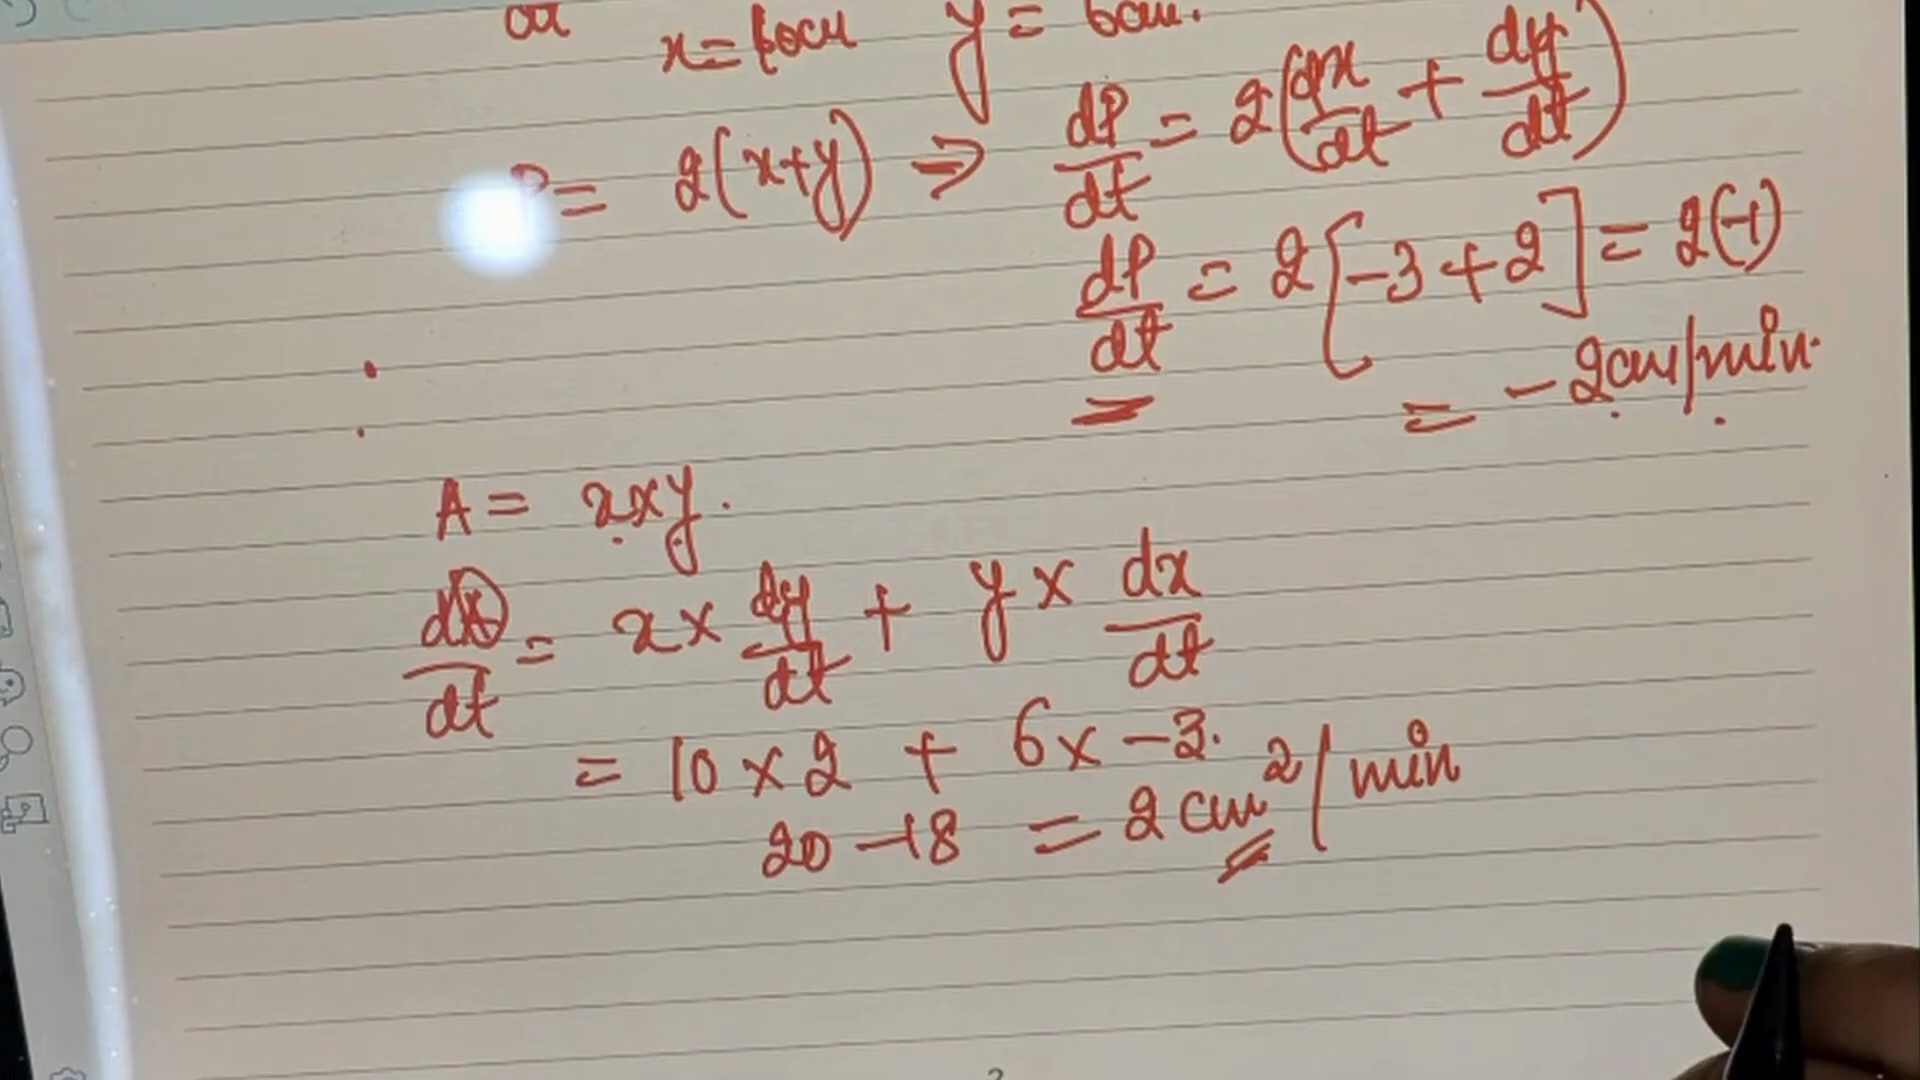 at x = 10cm y = 6cm.
P = 2(x+y) ⇒ dP/dt = 2(dx/dt + dy/dt)
dP/dt = 2[-3+2] = 2(-1)
= -2cm/min.
A = x×y.
dA/dt = x× dy/dt + y× dx/dt
= 10×2 + 6×-3.
20-18 = 2cm²/min